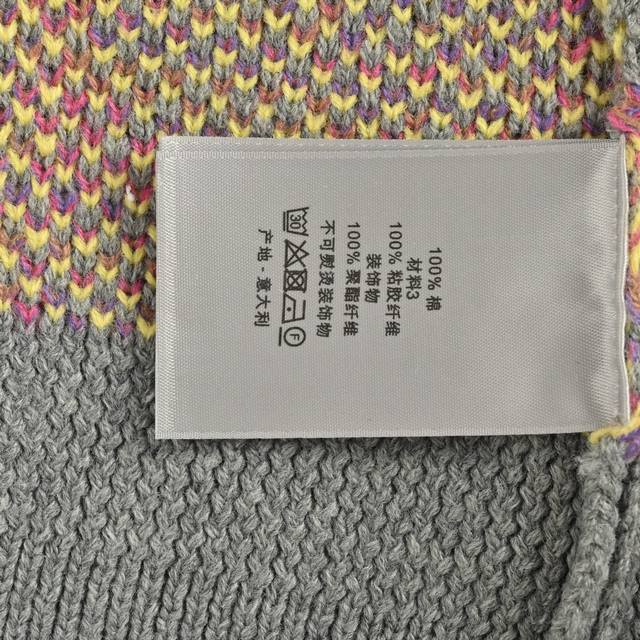 100% 棉
材料3
100% 粘胶纤维
装饰物
100% 聚酯纤维
不可熨烫装饰物
30 F
产地 - 意大利